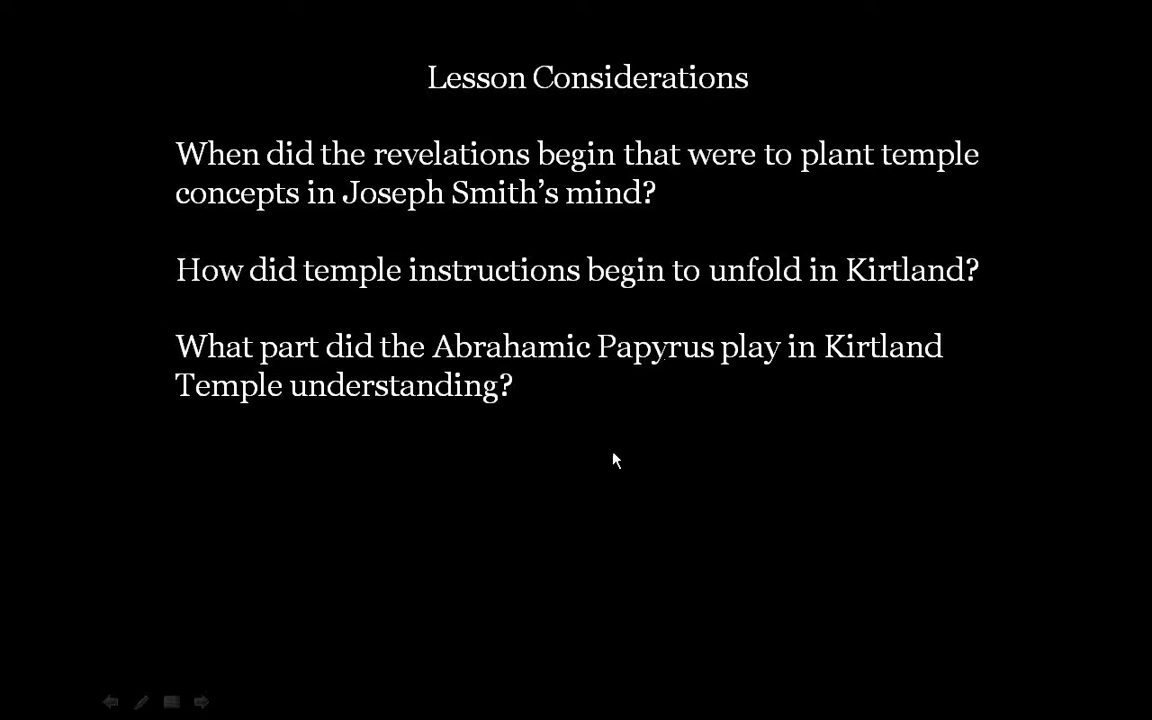 Lesson Considerations
When did the revelations begin that were to plant temple
concepts in Joseph Smith’s mind?
How did temple instructions begin to unfold in Kirtland?
What part did the Abrahamic Papyrus play in Kirtland
Temple understanding?